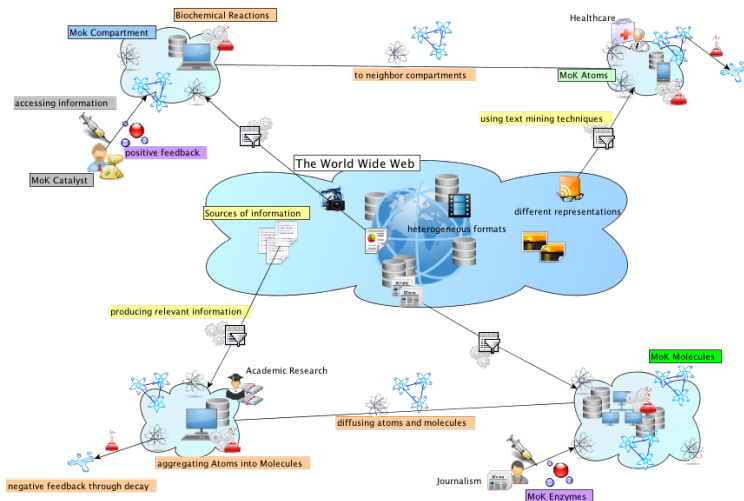 Biochemical Reactions
Healthcare
Mok Compartment
to neighbor compartments
MoK Atoms
accessing information
using text mining techniques
positive feedback
The World Wide Web
MoK Catalyst
Sources of information
different representations
heterogeneous formats
producing relevant information
MoK Molecules
Academic Research
diffusing atoms and molecules
aggregating Atoms into Molecules
negative feedback through decay
Journalism
MoK Enzymes